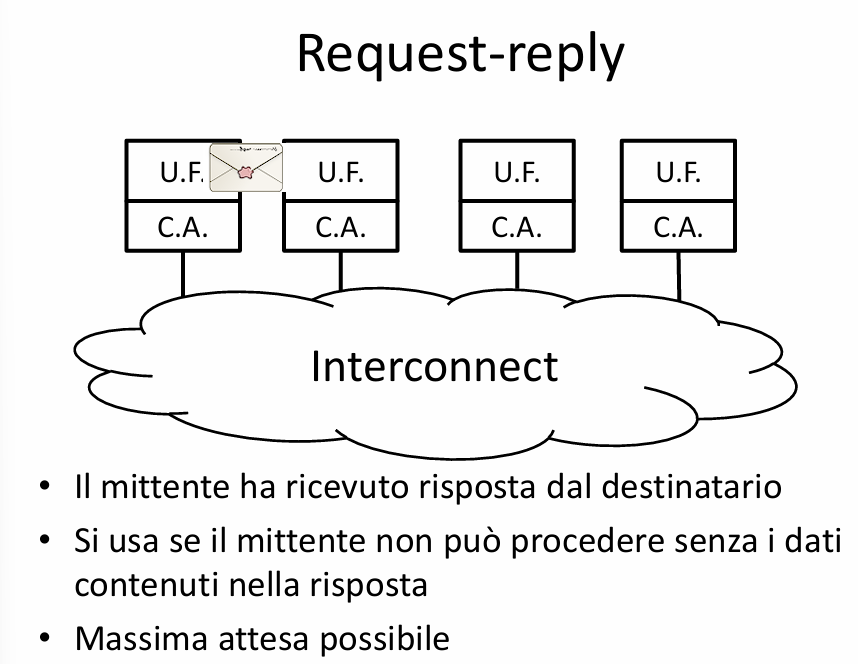 Request-reply
U.F. U.F. U.F. U.F.
C.A. C.A. C.A. C.A.
Interconnect
• Il mittente ha ricevuto risposta dal destinatario
• Si usa se il mittente non può procedere senza i dati
contenuti nella risposta
• Massima attesa possibile